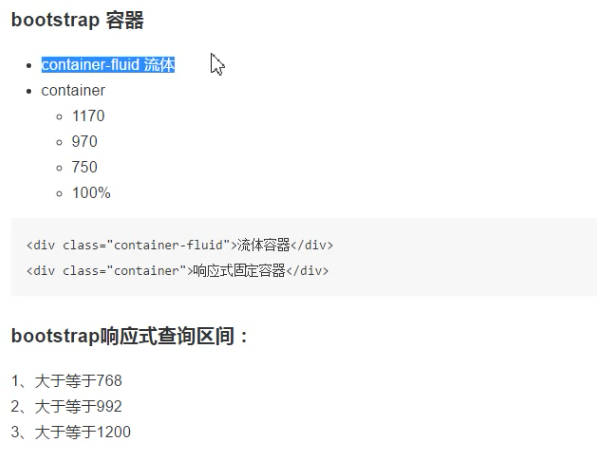 bootstrap 容器
container-fluid 流体
container
1170
970
750
100%
<div class="container-fluid">流体容器</div>
<div class="container">响应式固定容器</div>
bootstrap响应式查询区间：
1、大于等于768
2、大于等于992
3、大于等于1200